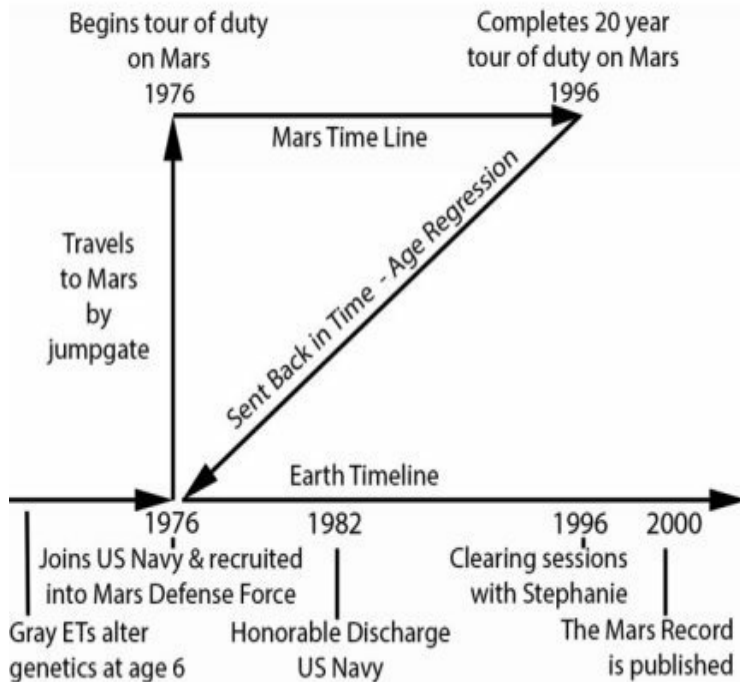 Begins tour of duty
on Mars
1976
Completes 20 year
tour of duty on Mars
1996
Mars Time Line
Travels
to Mars
by
jumpgate
Sent Back in Time - Age Regression
Earth Timeline
1976
Joins US Navy & recruited
into Mars Defense Force
1982
1996
2000
Clearing sessions
with Stephanie
Gray ETs alter
genetics at age 6
Honorable Discharge
US Navy
The Mars Record
is published